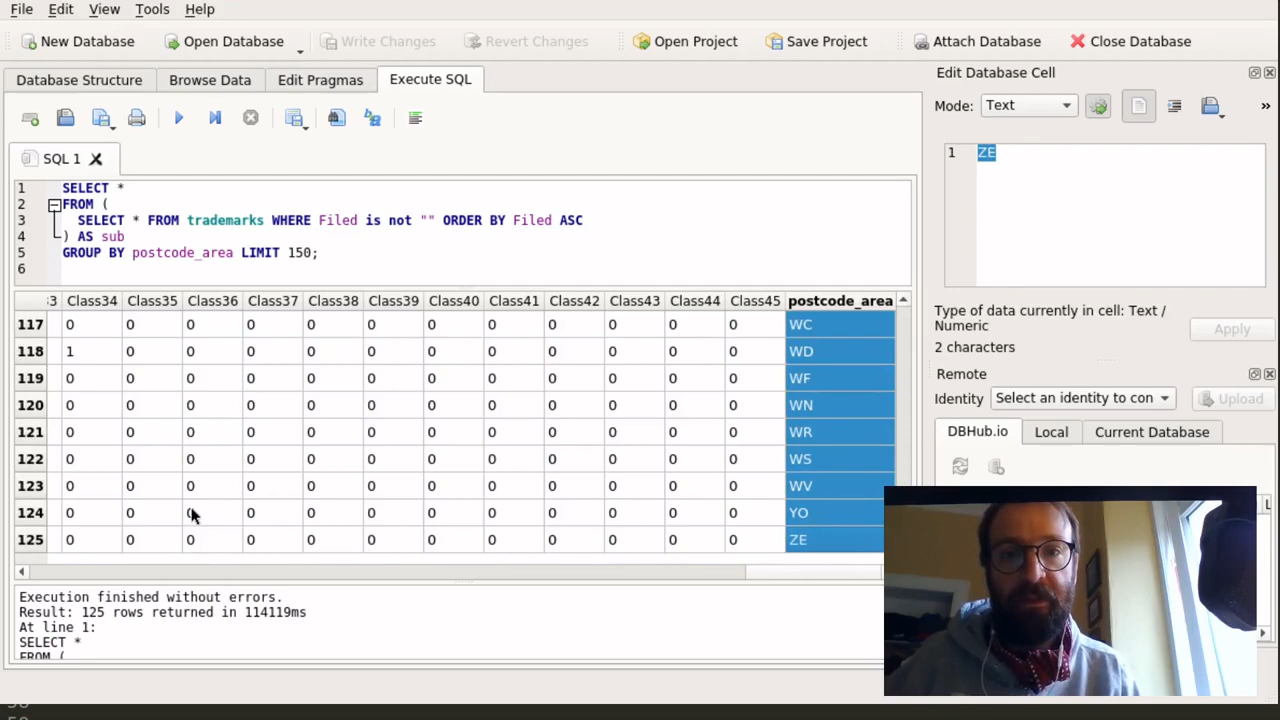 File Edit View Tools Help
New Database Open Database Write Changes Revert Changes Open Project Save Project Attach Database Close Database
Database Structure Browse Data Edit Pragmas Execute SQL
SQL 1
1 SELECT *
2 FROM (
3 SELECT * FROM trademarks WHERE Filed is not "" ORDER BY Filed ASC
4 ) AS sub
5 GROUP BY postcode_area LIMIT 150;
6
3 Class34 Class35 Class36 Class37 Class38 Class39 Class40 Class41 Class42 Class43 Class44 Class45 postcode_area
117 0 0 0 0 0 0 0 0 0 0 0 0 WC
118 1 0 0 0 0 0 0 0 0 0 0 0 WD
119 0 0 0 0 0 0 0 0 0 0 0 0 WF
120 0 0 0 0 0 0 0 0 0 0 0 0 WN
121 0 0 0 0 0 0 0 0 0 0 0 0 WR
122 0 0 0 0 0 0 0 0 0 0 0 0 WS
123 0 0 0 0 0 0 0 0 0 0 0 0 WV
124 0 0 0 0 0 0 0 0 0 0 0 0 YO
125 0 0 0 0 0 0 0 0 0 0 0 0 ZE
Execution finished without errors.
Result: 125 rows returned in 114119ms
At line 1:
SELECT *
FROM (
Edit Database Cell
Mode: Text »
1 ZE
Type of data currently in cell: Text /
Numeric
2 characters
Apply
Remote
Identity Select an identity to con Upload
DBHub.io Local Current Database